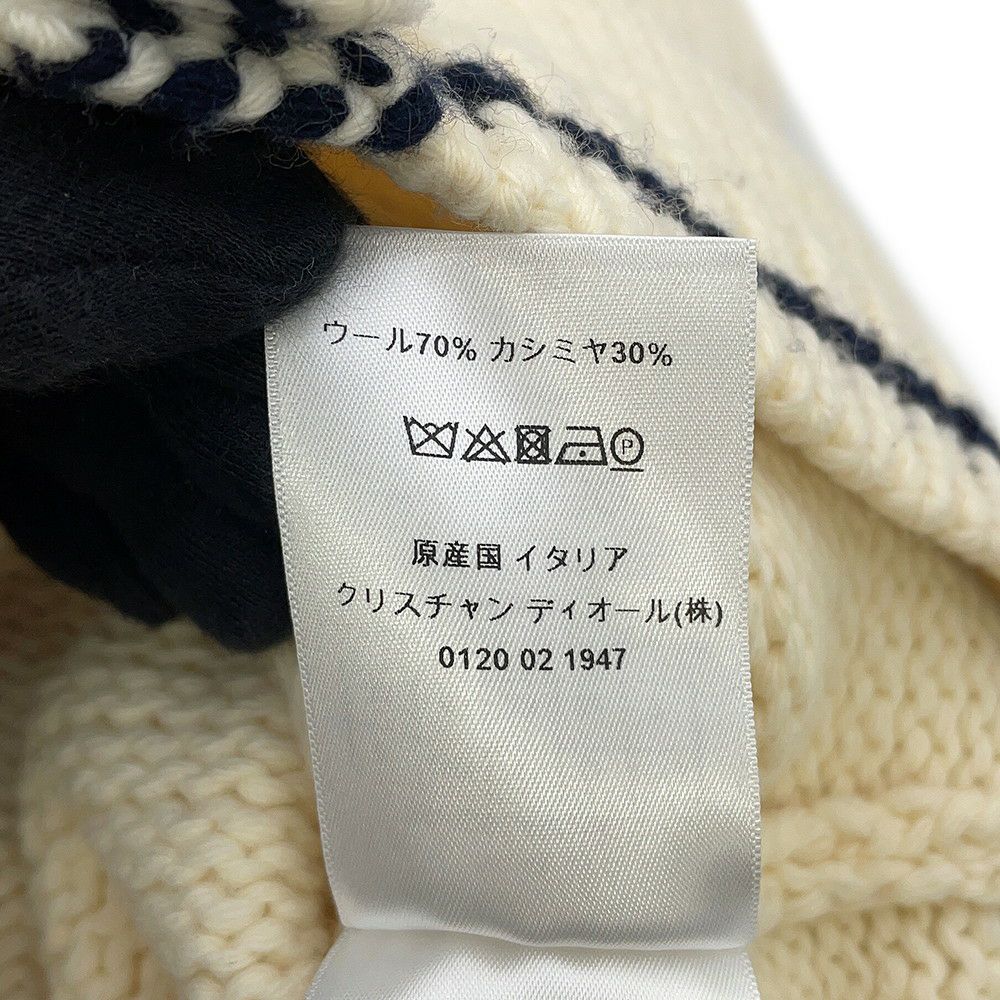 ウール70% カシミヤ30%
P
原産国 イタリア
クリスチャン ディオール(株)
0120 02 1947